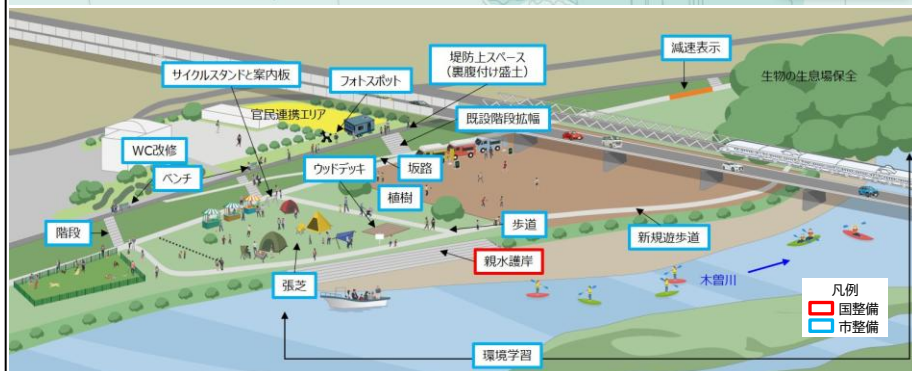 減速表示
堤防上スペース
（裏腹付け盛土）
サイクルスタンドと案内板
フォトスポット
生物の生息場保全
官民連携エリア
既設階段拡幅
WC改修
ウッドデッキ
坂路
ベンチ
植樹
階段
歩道
新規遊歩道
親水護岸
張芝
木曽川
凡例
国整備
市整備
環境学習